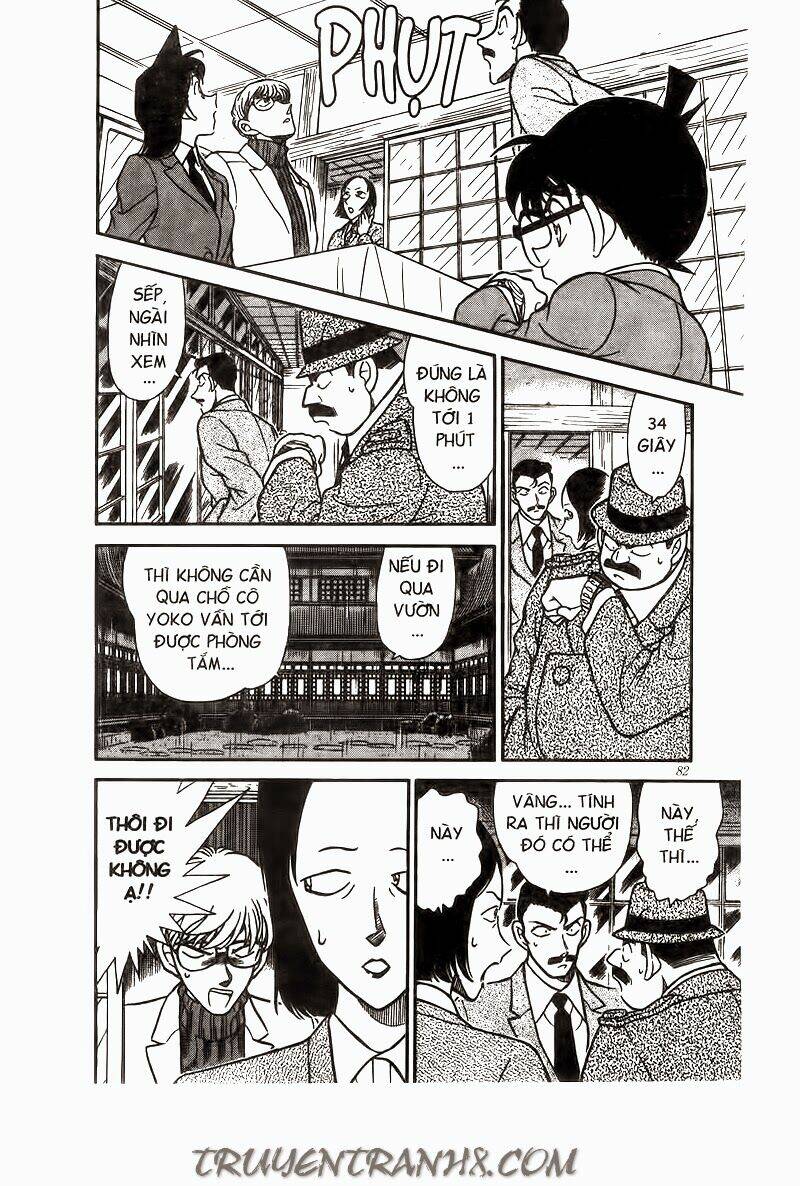 PHỤT
34
GIÂY
...
ĐÚNG LÀ
KHÔNG
TỚI 1
PHÚT
...
SẾP,
NGÀI
NHÌN
XEM
...
NẾU ĐI
QUA
VƯỜN
...
THÌ KHÔNG CẦN
QUA CHỖ CÔ
YOKO VẪN TỚI
ĐƯỢC PHÒNG
TẮM...
82
NÀY,
THẾ
THÌ...
VÂNG... TÍNH
RA THÌ NGƯỜI
ĐÓ CÓ THỂ
...
NÀY
...
THÔI ĐI
ĐƯỢC
KHÔNG
Ạ!!
TRUYENTRANH8.COM